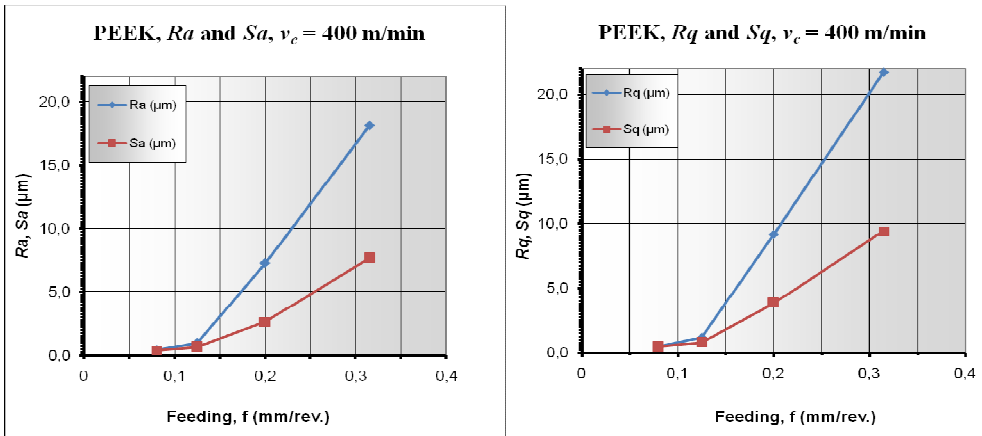 PEEK, Ra and Sa, vc = 400 m/min
Ra (μm)
Sa (μm)
Ra, Sa (μm)
20,0
15,0
10,0
5,0
0,0
0 0,1 0,2 0,3 0,4
Feeding, f (mm/rev.)
PEEK, Rq and Sq, vc = 400 m/min
Rq (μm)
Sq (μm)
Rq, Sq (μm)
20,0
15,0
10,0
5,0
0,0
0 0,1 0,2 0,3 0,4
Feeding, f (mm/rev.)